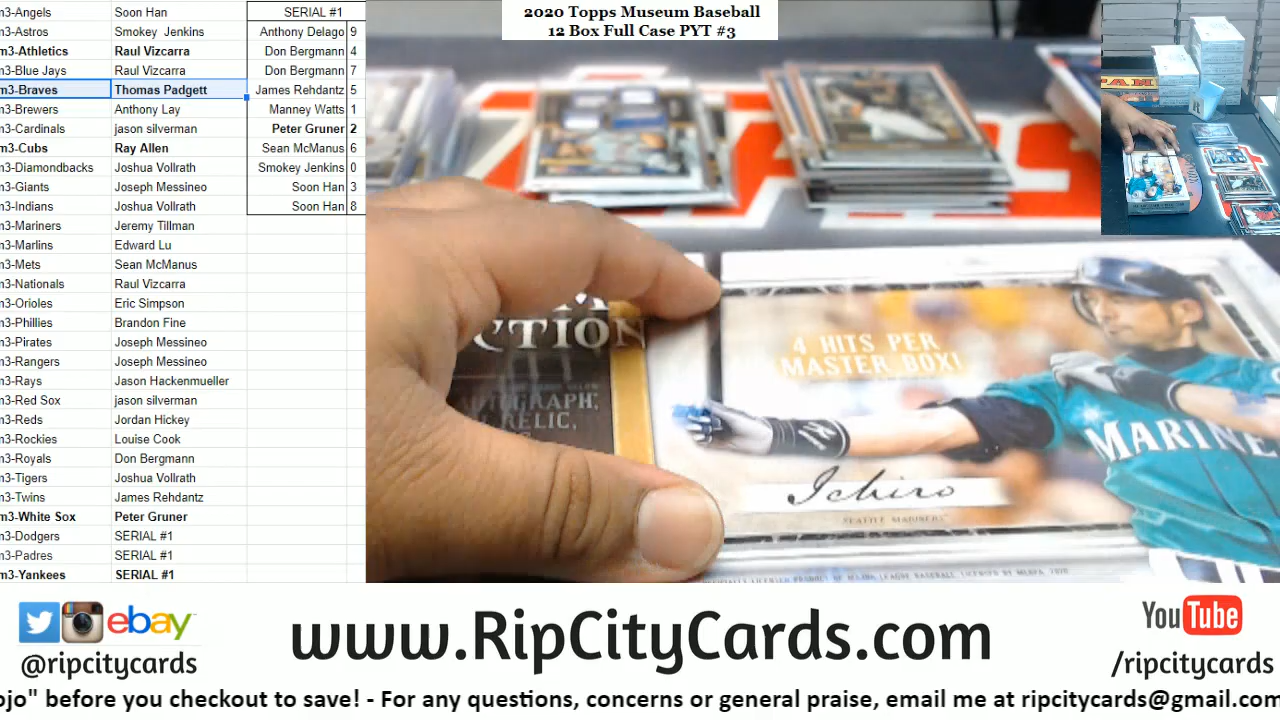 m3-Angels Soon Han SERIAL #1
m3-Astros Smokey Jenkins Anthony Delago 9
m3-Athletics Raul Vizcarra Don Bergmann 4
m3-Blue Jays Raul Vizcarra Don Bergmann 7
m3-Braves Thomas Padgett James Rehdantz 5
m3-Brewers Anthony Lay Manney Watts 1
m3-Cardinals jason silverman Peter Gruner 2
m3-Cubs Ray Allen Sean McManus 6
m3-Diamondbacks Joshua Vollrath Smokey Jenkins 0
m3-Giants Joseph Messineo Soon Han 3
m3-Indians Joshua Vollrath Soon Han 8
m3-Mariners Jeremy Tillman
m3-Marlins Edward Lu
m3-Mets Sean McManus
m3-Nationals Raul Vizcarra
m3-Orioles Eric Simpson
m3-Phillies Brandon Fine
m3-Pirates Joseph Messineo
m3-Rangers Joseph Messineo
m3-Rays Jason Hackenmueller
m3-Red Sox jason silverman
m3-Reds Jordan Hickey
m3-Rockies Louise Cook
m3-Royals Don Bergmann
m3-Tigers Joshua Vollrath
m3-Twins James Rehdantz
m3-White Sox Peter Gruner
m3-Dodgers SERIAL #1
m3-Padres SERIAL #1
m3-Yankees SERIAL #1
2020 Topps Museum Baseball
12 Box Full Case PYT #3
CTION
RELIC,
4 HITS PER
MASTER BOX!
MARINE
Ichiro
SEATTLE MARINERS
ebay
@ripcitycards
www.RipCityCards.com
YouTube
/ripcitycards
ojo" before you checkout to save! - For any questions, concerns or general praise, email me at ripcitycards@gmail.com